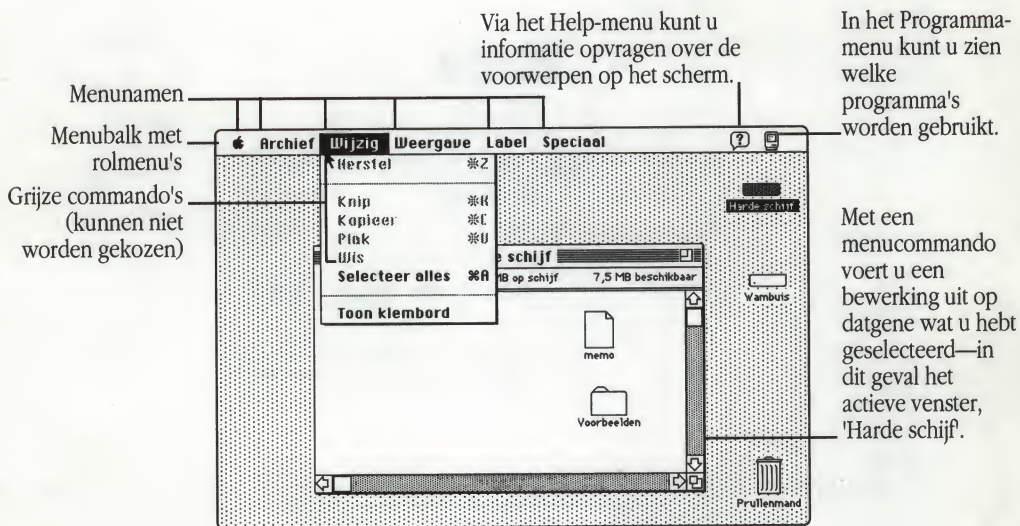 Via het Help-menu kunt u
informatie opvragen over de
voorwerpen op het scherm.
In het Programma-
menu kunt u zien
welke
programma's
worden gebruikt.
Menunamen
Menubalk met
rolmenu's
Grijze commando's
(kunnen niet
worden gekozen)
Archief Wijzig Weergave Label Speciaal
Herstel ⌘Z
Knip ⌘K
Kopieer ⌘C
Plak ⌘V
Wis
Selecteer alles ⌘A
Toon klembord
schijf
MB op schijf 7,5 MB beschikbaar
memo
Voorbeelden
Harde schijf
Wambuis
Prullenmand
Met een
menucommando
voert u een
bewerking uit op
datgene wat u hebt
geselecteerd—in
dit geval het
actieve venster,
'Harde schijf'.